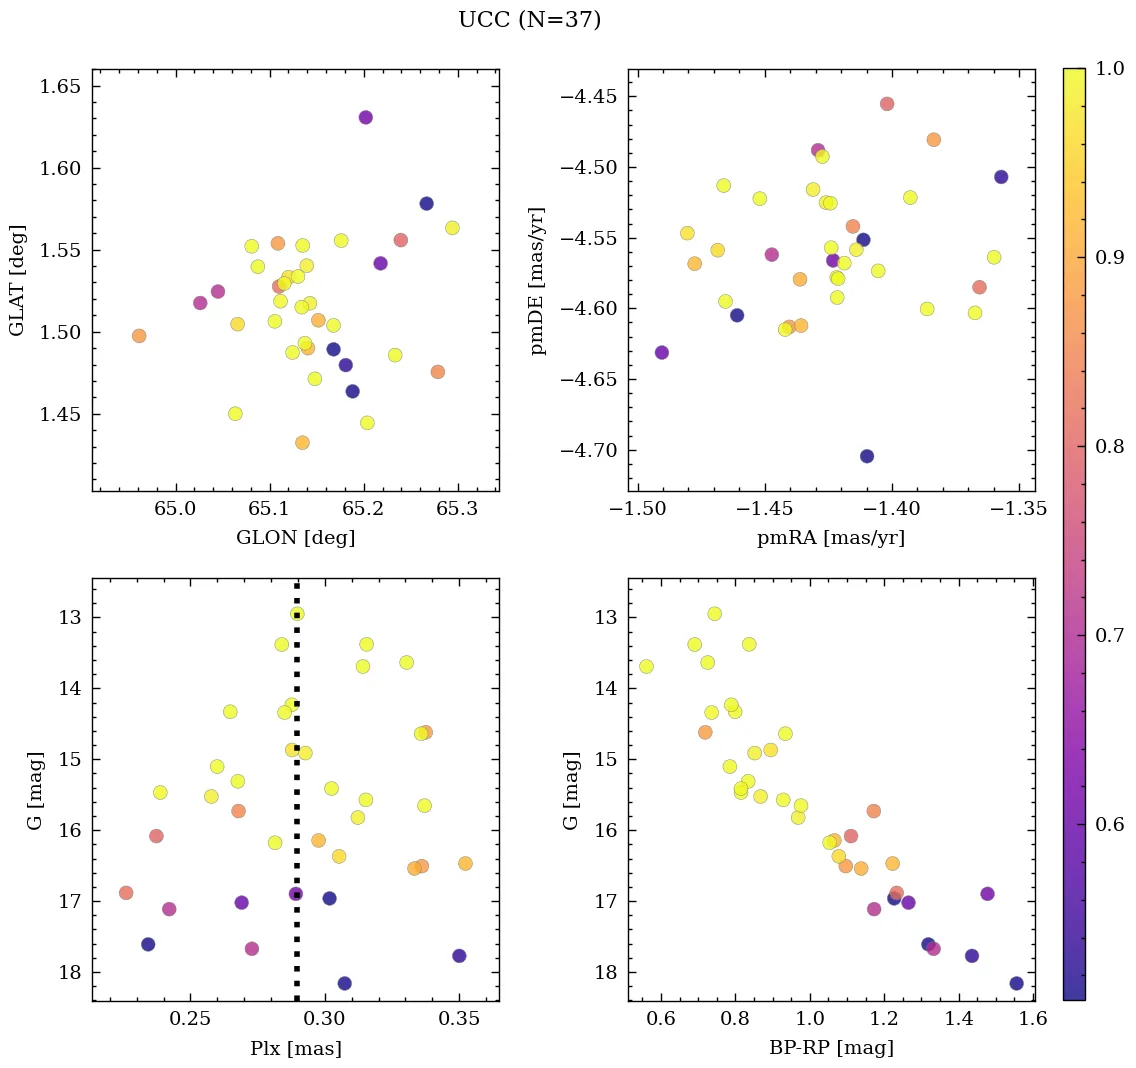 UCC (N=37)
1.65
1.60
1.55
1.50
1.45
GLAT [deg]
65.0 65.1 65.2 65.3
GLON [deg]
−4.45
−4.50
−4.55
−4.60
−4.65
−4.70
pmDE [mas/yr]
−1.50 −1.45 −1.40 −1.35
pmRA [mas/yr]
1.0
0.9
0.8
0.7
0.6
13
14
15
16
17
18
G [mag]
0.25 0.30 0.35
Plx [mas]
13
14
15
16
17
18
G [mag]
0.6 0.8 1.0 1.2 1.4 1.6
BP-RP [mag]